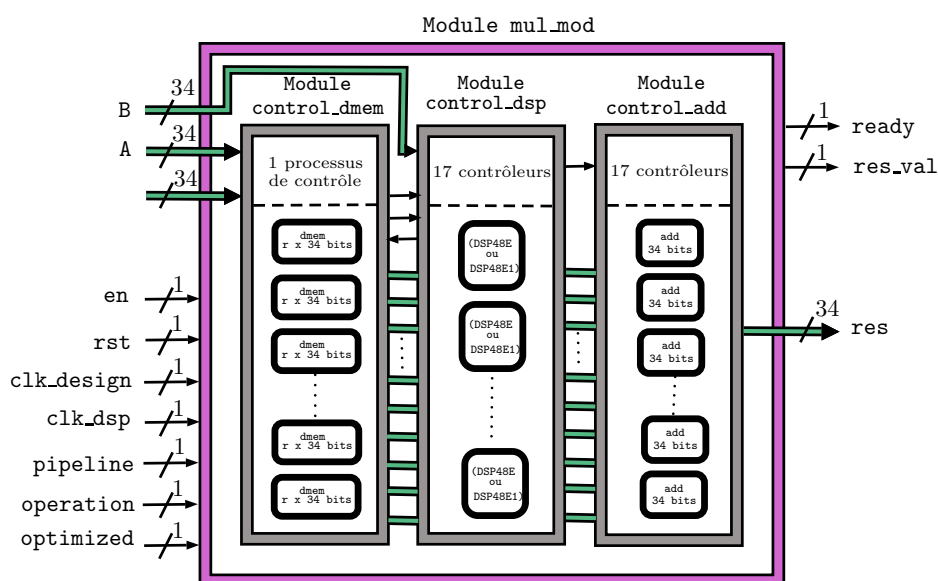 Module mul_mod
34
B
34
A
34
1
en
1
rst
1
clk_design
1
clk_dsp
1
pipeline
1
operation
1
optimized
Module
control_dmem
1 processus
de contrôle
dmem
r x 34 bits
dmem
r x 34 bits
dmem
r x 34 bits
dmem
r x 34 bits
dmem
r x 34 bits
Module
control_dsp
17 contrôleurs
(DSP48E
ou
DSP48E1)
(DSP48E
ou
DSP48E1)
(DSP48E
ou
DSP48E1)
Module
control_add
17 contrôleurs
add
34 bits
add
34 bits
add
34 bits
add
34 bits
add
34 bits
1
ready
1
res_val
34
res